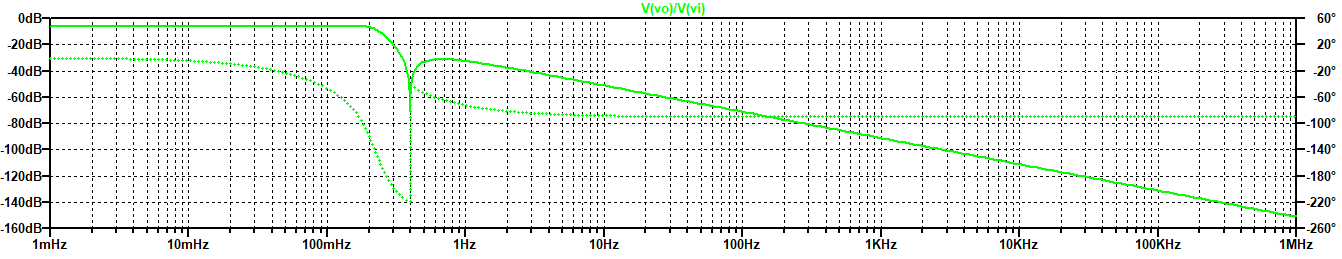 V(vo)/V(vi)
0dB
-20dB
-40dB
-60dB
-80dB
-100dB
-120dB
-140dB
-160dB
60°
20°
-20°
-60°
-100°
-140°
-180°
-220°
-260°
1mHz 10mHz 100mHz 1Hz 10Hz 100Hz 1KHz 10KHz 100KHz 1MHz